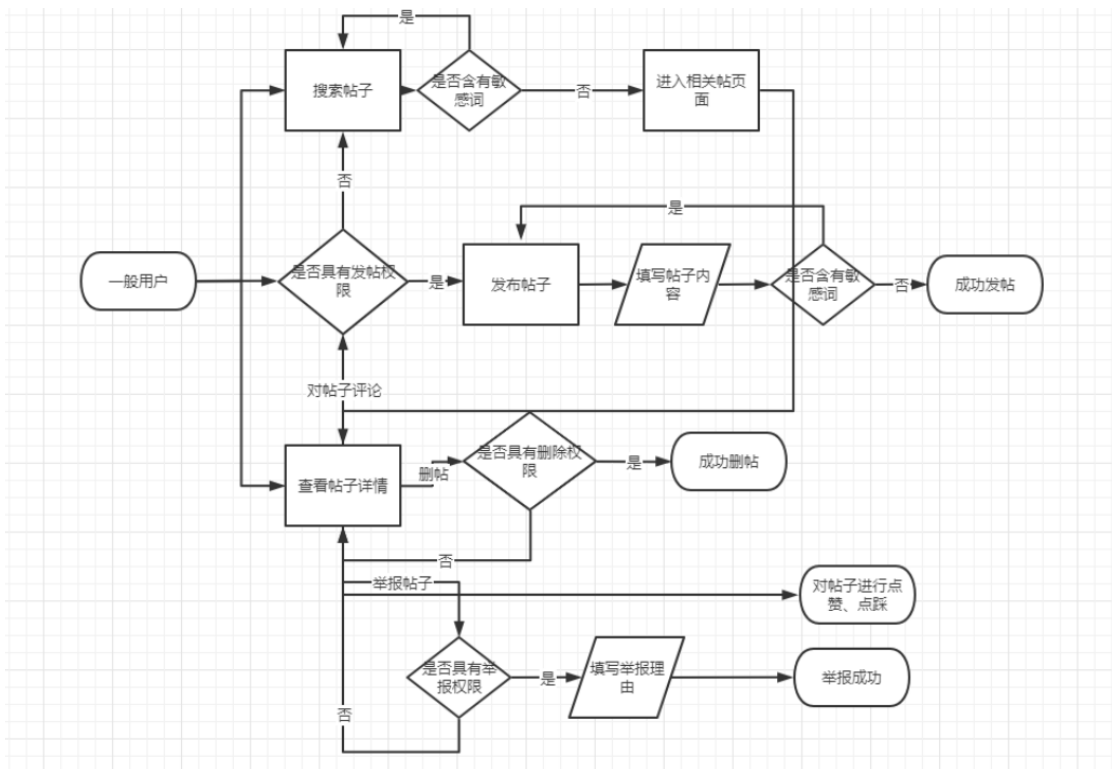 是
搜索帖子
是否含有敏
感词
否
进入相关帖页
面
否
是
一般用户
是否具有发帖权
限
是
发布帖子
填写帖子内
容
是否含有敏
感词
否
成功发帖
对帖子评论
查看帖子详情
删帖
是否具有删除权
限
是
成功删帖
否
举报帖子
对帖子进行点
赞、点踩
是否具有举
报权限
是
填写举报理
由
举报成功
否